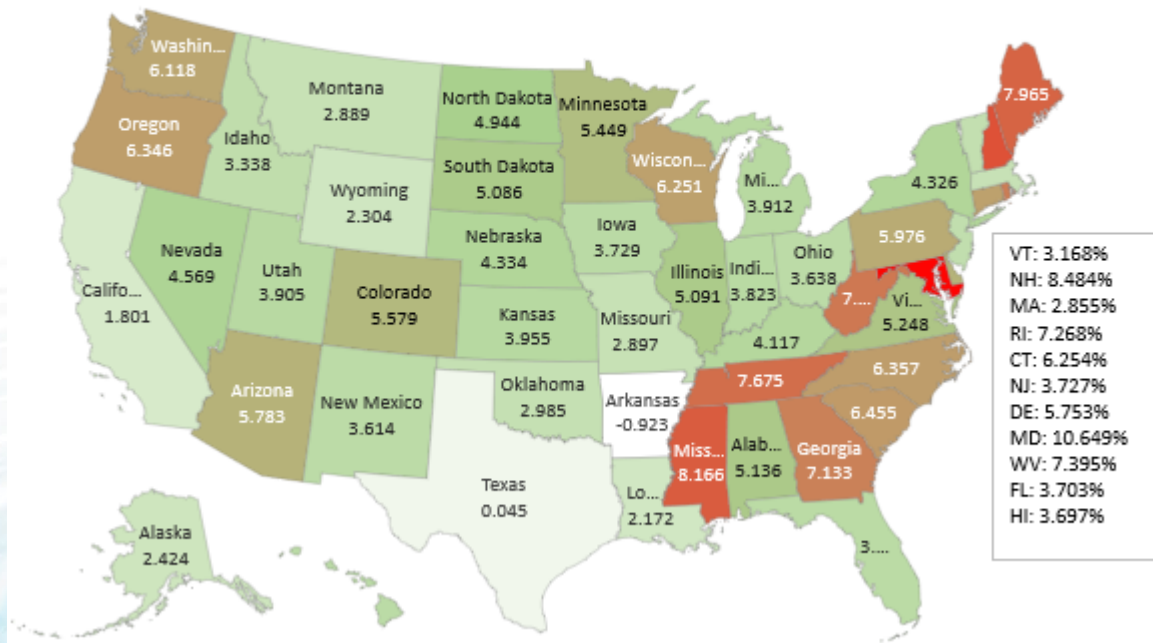 Washin...
6.118
Oregon
6.346
Idaho
3.338
Montana
2.889
North Dakota
4.944
Minnesota
5.449
South Dakota
5.086
Wyoming
2.304
Wiscon...
6.251
Mi...
3.912
7.965
4.326
Nebraska
4.334
Iowa
3.729
5.976
Nevada
4.569
Utah
3.905
Colorado
5.579
Illinois
5.091
Indi...
3.823
Ohio
3.638
7....
Vi...
5.248
Califo...
1.801
Kansas
3.955
Missouri
2.897
4.117
Arizona
5.783
New Mexico
3.614
Oklahoma
2.985
Arkansas
-0.923
7.675
6.357
6.455
Miss...
8.166
Alab...
5.136
Georgia
7.133
Texas
0.045
Lo...
2.172
3....
Alaska
2.424
VT: 3.168%
NH: 8.484%
MA: 2.855%
RI: 7.268%
CT: 6.254%
NJ: 3.727%
DE: 5.753%
MD: 10.649%
WV: 7.395%
FL: 3.703%
HI: 3.697%